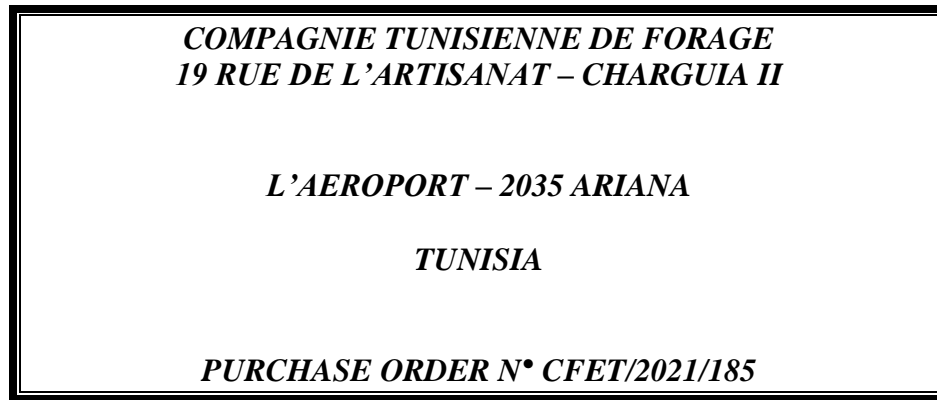 COMPAGNIE TUNISIENNE DE FORAGE
19 RUE DE L’ARTISANAT – CHARGUIA II
L’AEROPORT – 2035 ARIANA
TUNISIA
PURCHASE ORDER N• CFET/2021/185